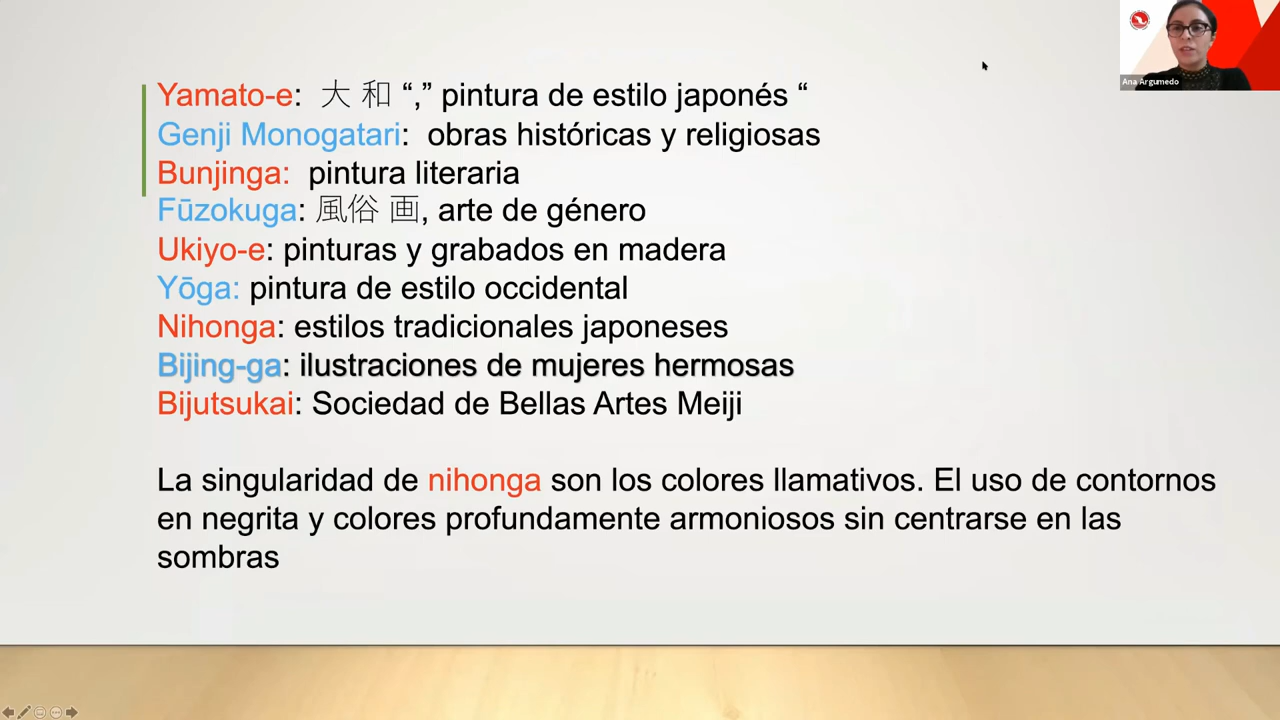 Yamato-e: 大 和 “,” pintura de estilo japonés “
Genji Monogatari: obras históricas y religiosas
Bunjinga: pintura literaria
Fūzokuga: 風俗 画, arte de género
Ukiyo-e: pinturas y grabados en madera
Yōga: pintura de estilo occidental
Nihonga: estilos tradicionales japoneses
Bijing-ga: ilustraciones de mujeres hermosas
Bijutsukai: Sociedad de Bellas Artes Meiji
La singularidad de nihonga son los colores llamativos. El uso de contornos
en negrita y colores profundamente armoniosos sin centrarse en las
sombras
Ana Argumedo